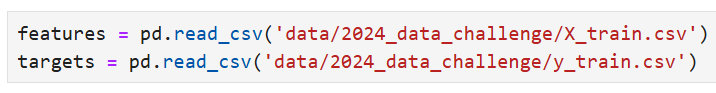 features = pd.read_csv('data/2024_data_challenge/X_train.csv')
targets = pd.read_csv('data/2024_data_challenge/y_train.csv')